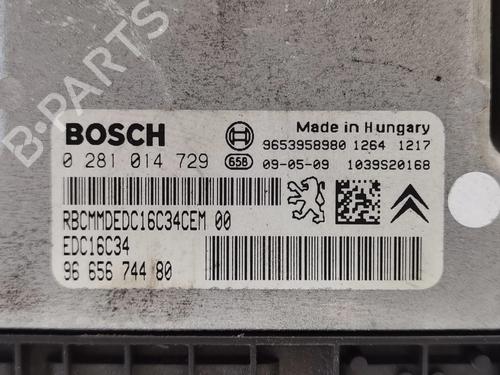 BOSCH
Made in Hungary
9653958980 1264 1217
0 281 014 729 658 09-05-09 1039S20168
RBCMMDEDC16C34CEM 00
EDC16C34
96 656 744 80
B-PARTS